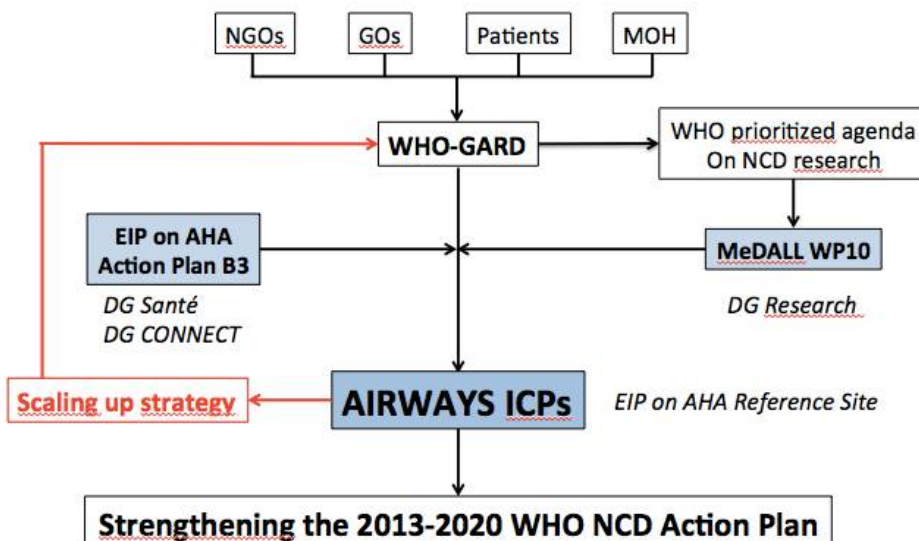 NGOs
GOs
Patients
MOH
WHO-GARD
WHO prioritized agenda
On NCD research
EIP on AHA
Action Plan B3
MeDALL WP10
DG Santé
DG CONNECT
DG Research
Scaling up strategy
AIRWAYS ICPs
EIP on AHA Reference Site
Strengthening the 2013-2020 WHO NCD Action Plan